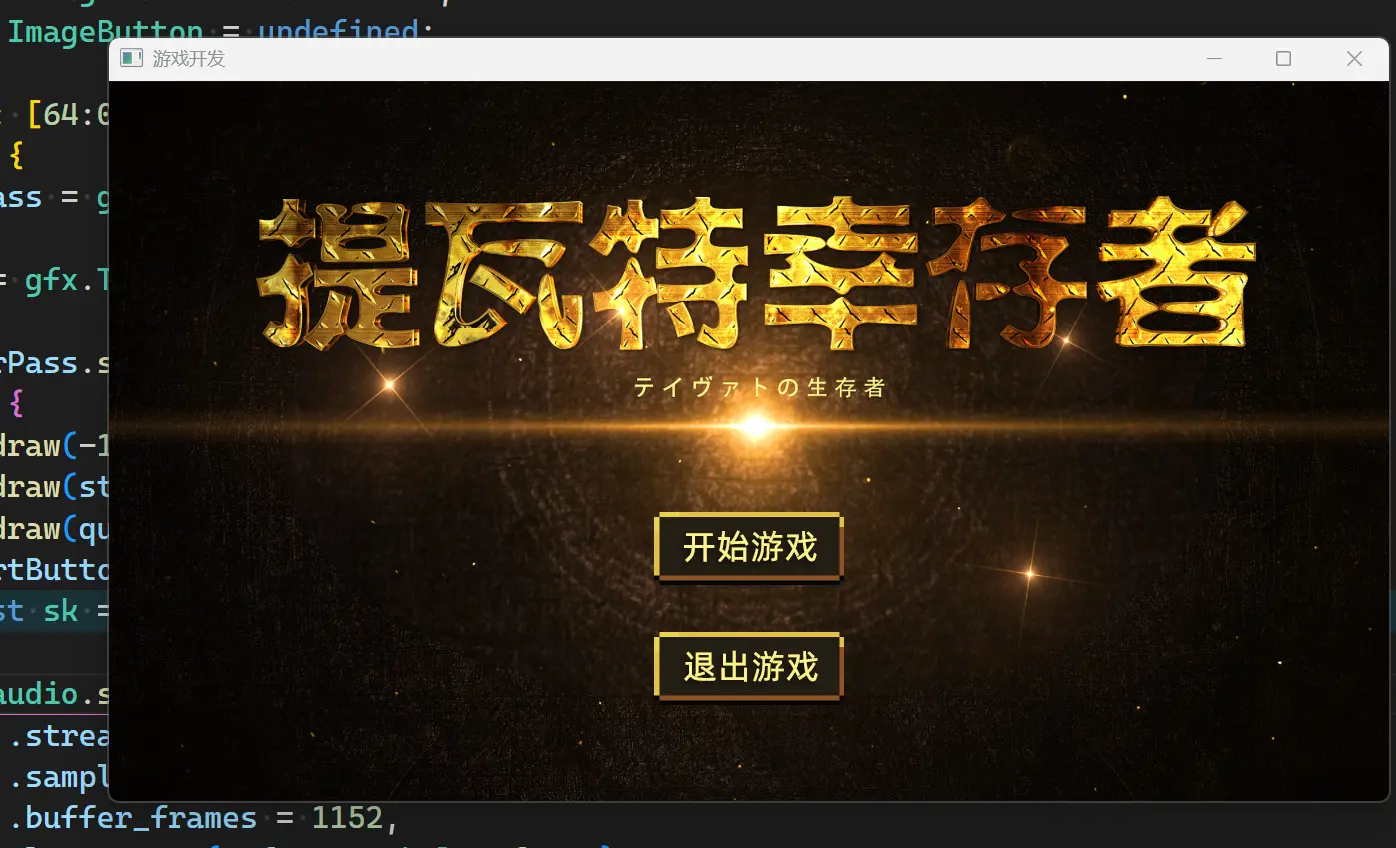 ImageButton = undefined;
游戏开发
[64:0
{
ass = g
提瓦特幸存者
= gfx.T
rPass.s
テイヴァトの生存者
{
draw(-1
draw(st
draw(qu
开始游戏
rtButto
st sk =
退出游戏
audio.s
.strea
.sampl
.buffer_frames = 1152,